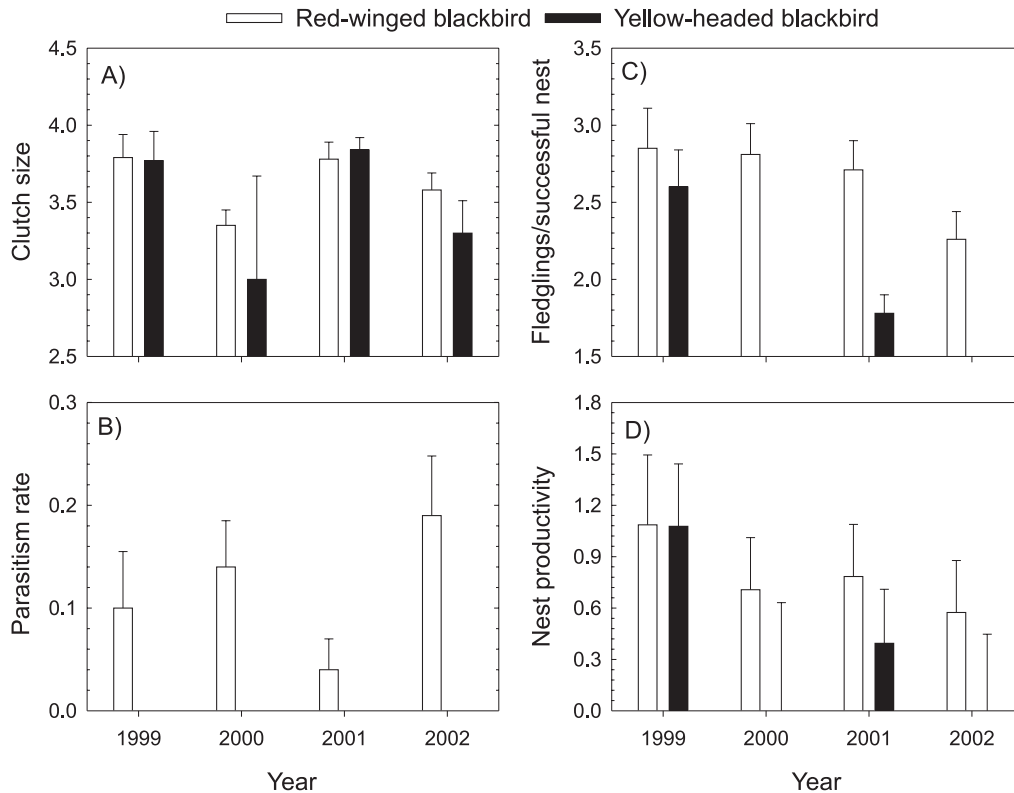 Red-winged blackbird Yellow-headed blackbird
A)
Clutch size
4.5
4.0
3.5
3.0
2.5
C)
Fledglings/successful nest
3.5
3.0
2.5
2.0
1.5
B)
Parasitism rate
0.3
0.2
0.1
0.0
1999 2000 2001 2002
Year
D)
Nest productivity
1.8
1.5
1.2
0.9
0.6
0.3
0.0
1999 2000 2001 2002
Year